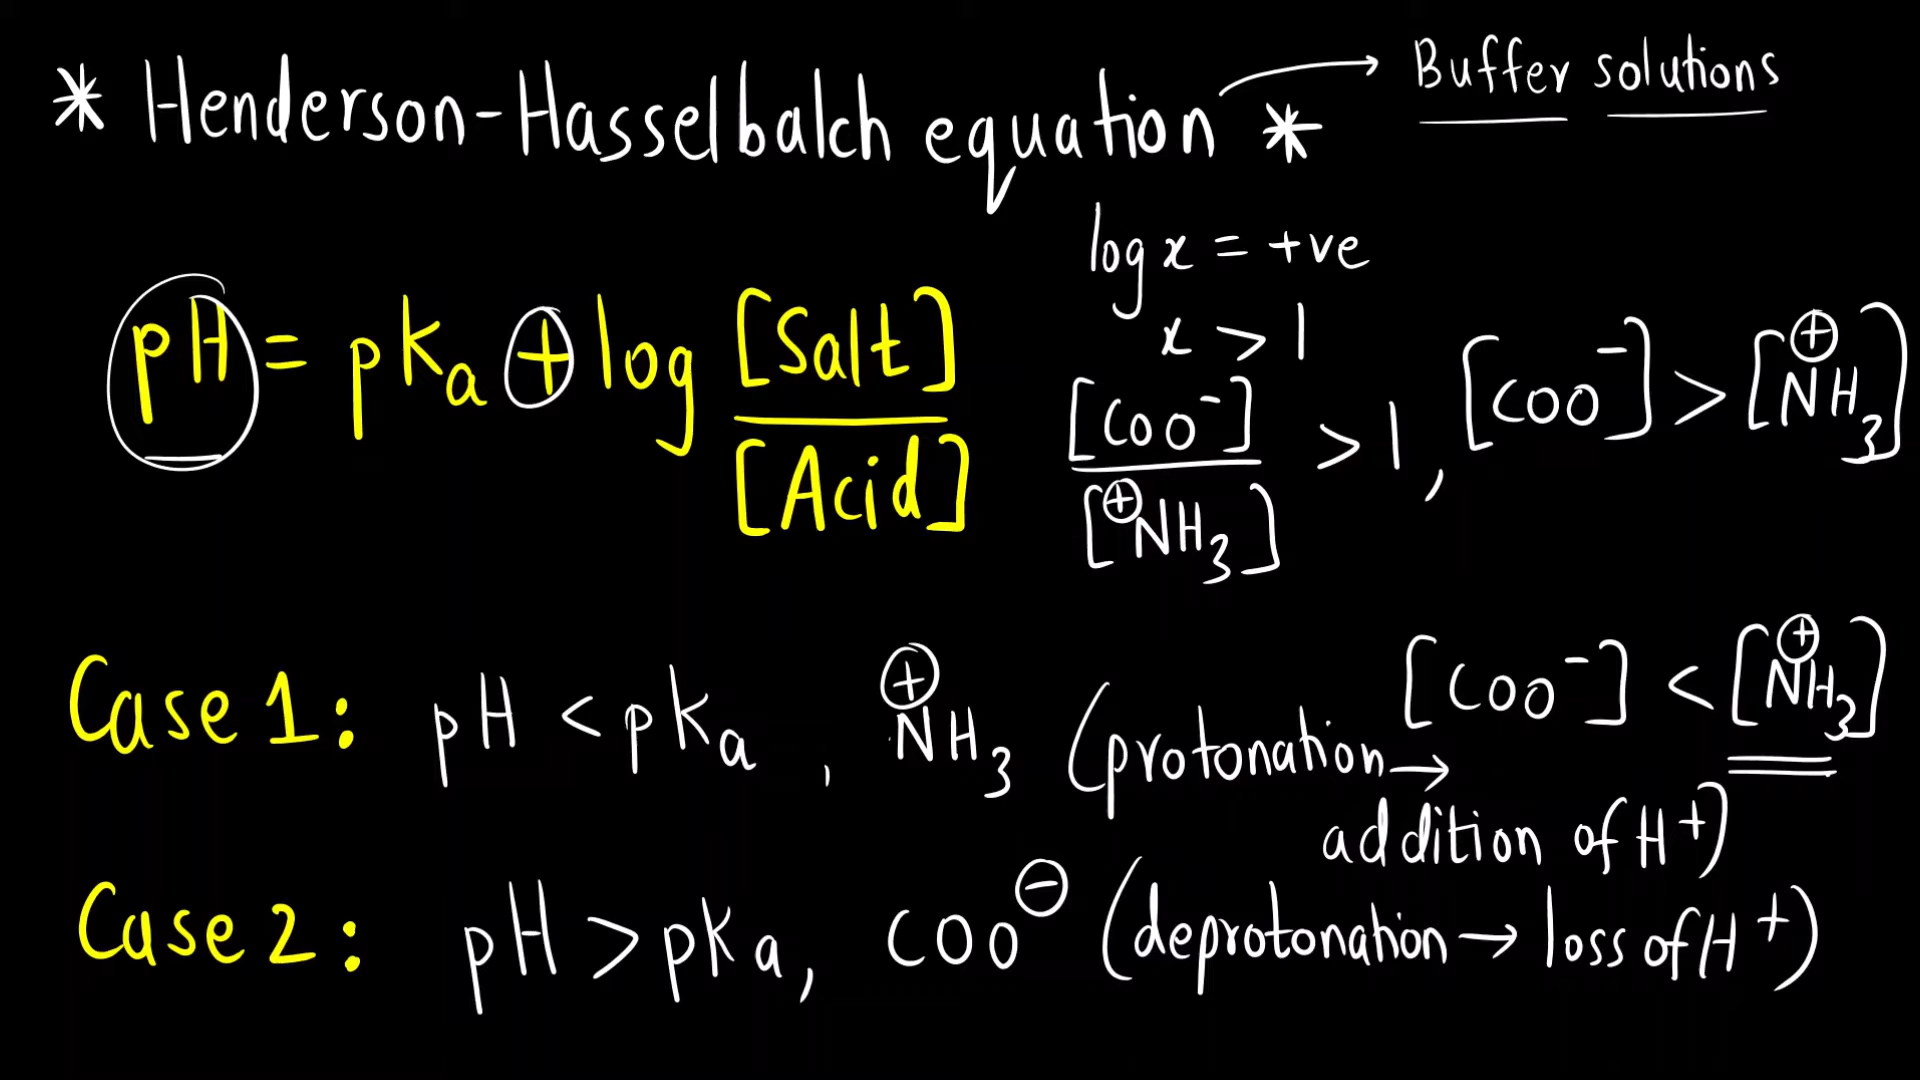 * Henderson-Hasselbalch equation * → Buffer solutions
log x = +ve
x > 1
pH = pKa ⊕ log [Salt] / [Acid]
[COO⁻] / [⊕NH₃] > 1, [COO⁻] > [⊕NH₃]
Case 1: pH < pKa, ⊕NH₃ (protonation → addition of H⁺)
[COO⁻] < [⊕NH₃]
Case 2: pH > pKa, COO⊖ (deprotonation → loss of H⁺)